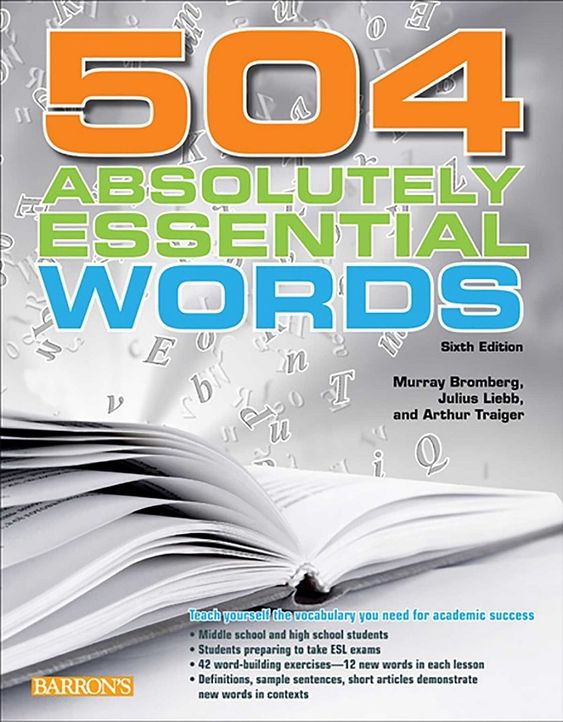 504
ABSOLUTELY
ESSENTIAL
WORDS
Sixth Edition
Murray Bromberg,
Julius Liebb,
and Arthur Traiger
Teach yourself the vocabulary you need for academic success
• Middle school and high school students
• Students preparing to take ESL exams
• 42 word-building exercises—12 new words in each lesson
• Definitions, sample sentences, short articles demonstrate
new words in contexts
BARRON'S